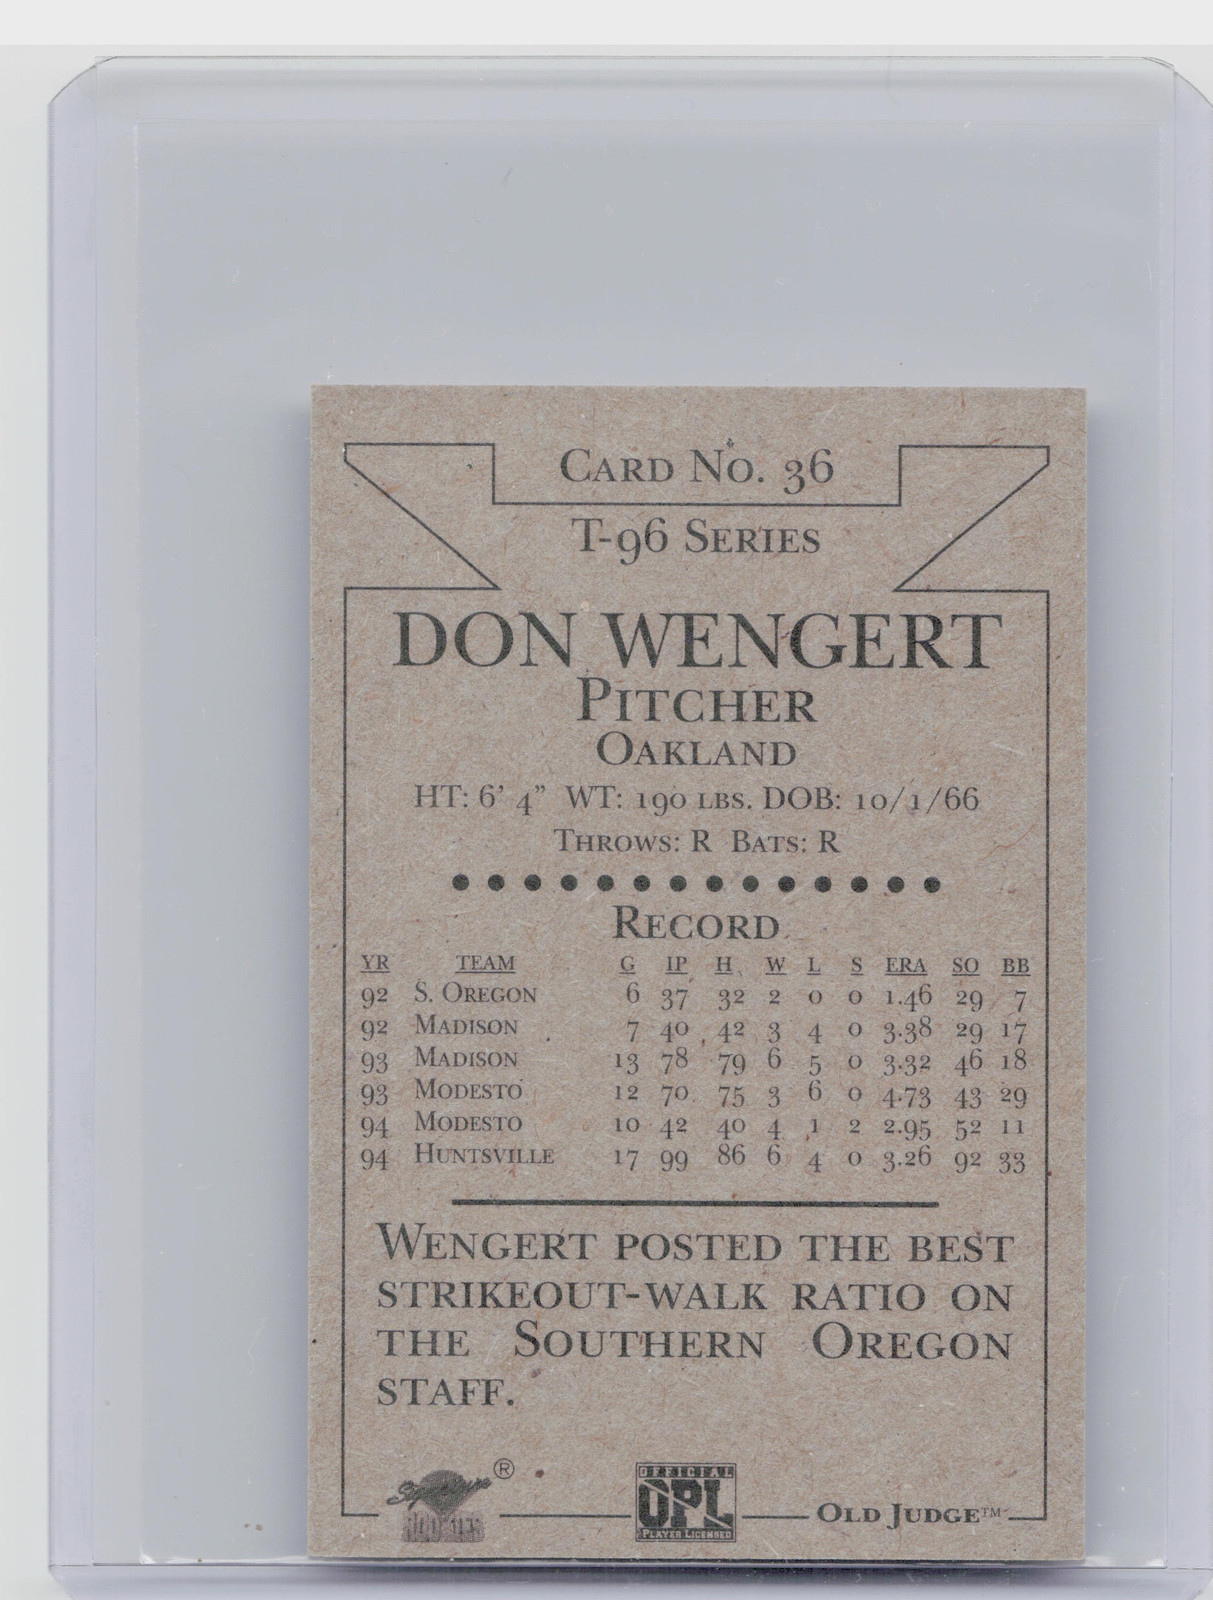 Card No. 36
T-96 Series
DON WENGERT
Pitcher
Oakland
HT: 6' 4" WT: 190 lbs. DOB: 10/1/66
Throws: R Bats: R
Record
YR TEAM G IP H W L S ERA SO BB
92 S. Oregon 6 37 32 2 0 0 1.46 29 7
92 Madison 7 40 42 3 4 0 3.38 29 17
93 Madison 13 78 79 6 5 0 3.32 46 18
93 Modesto 12 70 75 3 6 0 4.73 43 29
94 Modesto 10 42 40 4 1 2 2.95 52 11
94 Huntsville 17 99 86 6 4 0 3.26 92 33
Wengert posted the best
strikeout-walk ratio on
the Southern Oregon
staff.
Signature Rookies ®
OFFICIAL
OPL
Player Licensed
Old Judge™